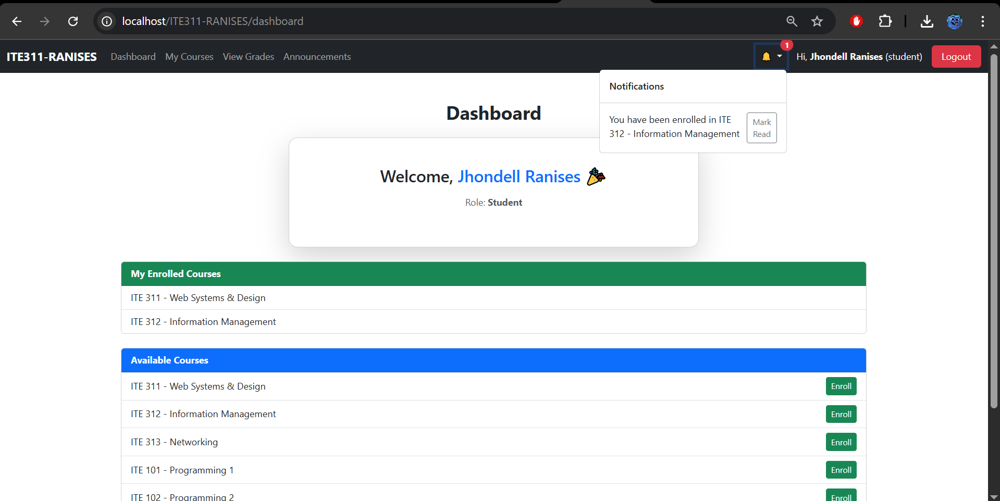 localhost/ITE311-RANISES/dashboard
ITE311-RANISES Dashboard My Courses View Grades Announcements 1 Hi, Jhondell Ranises (student) Logout
Notifications
You have been enrolled in ITE
312 - Information Management
Mark
Read
Dashboard
Welcome, Jhondell Ranises
Role: Student
My Enrolled Courses
ITE 311 - Web Systems & Design
ITE 312 - Information Management
Available Courses
ITE 311 - Web Systems & Design Enroll
ITE 312 - Information Management Enroll
ITE 313 - Networking Enroll
ITE 101 - Programming 1 Enroll
ITE 102 - Programming 2 Enroll